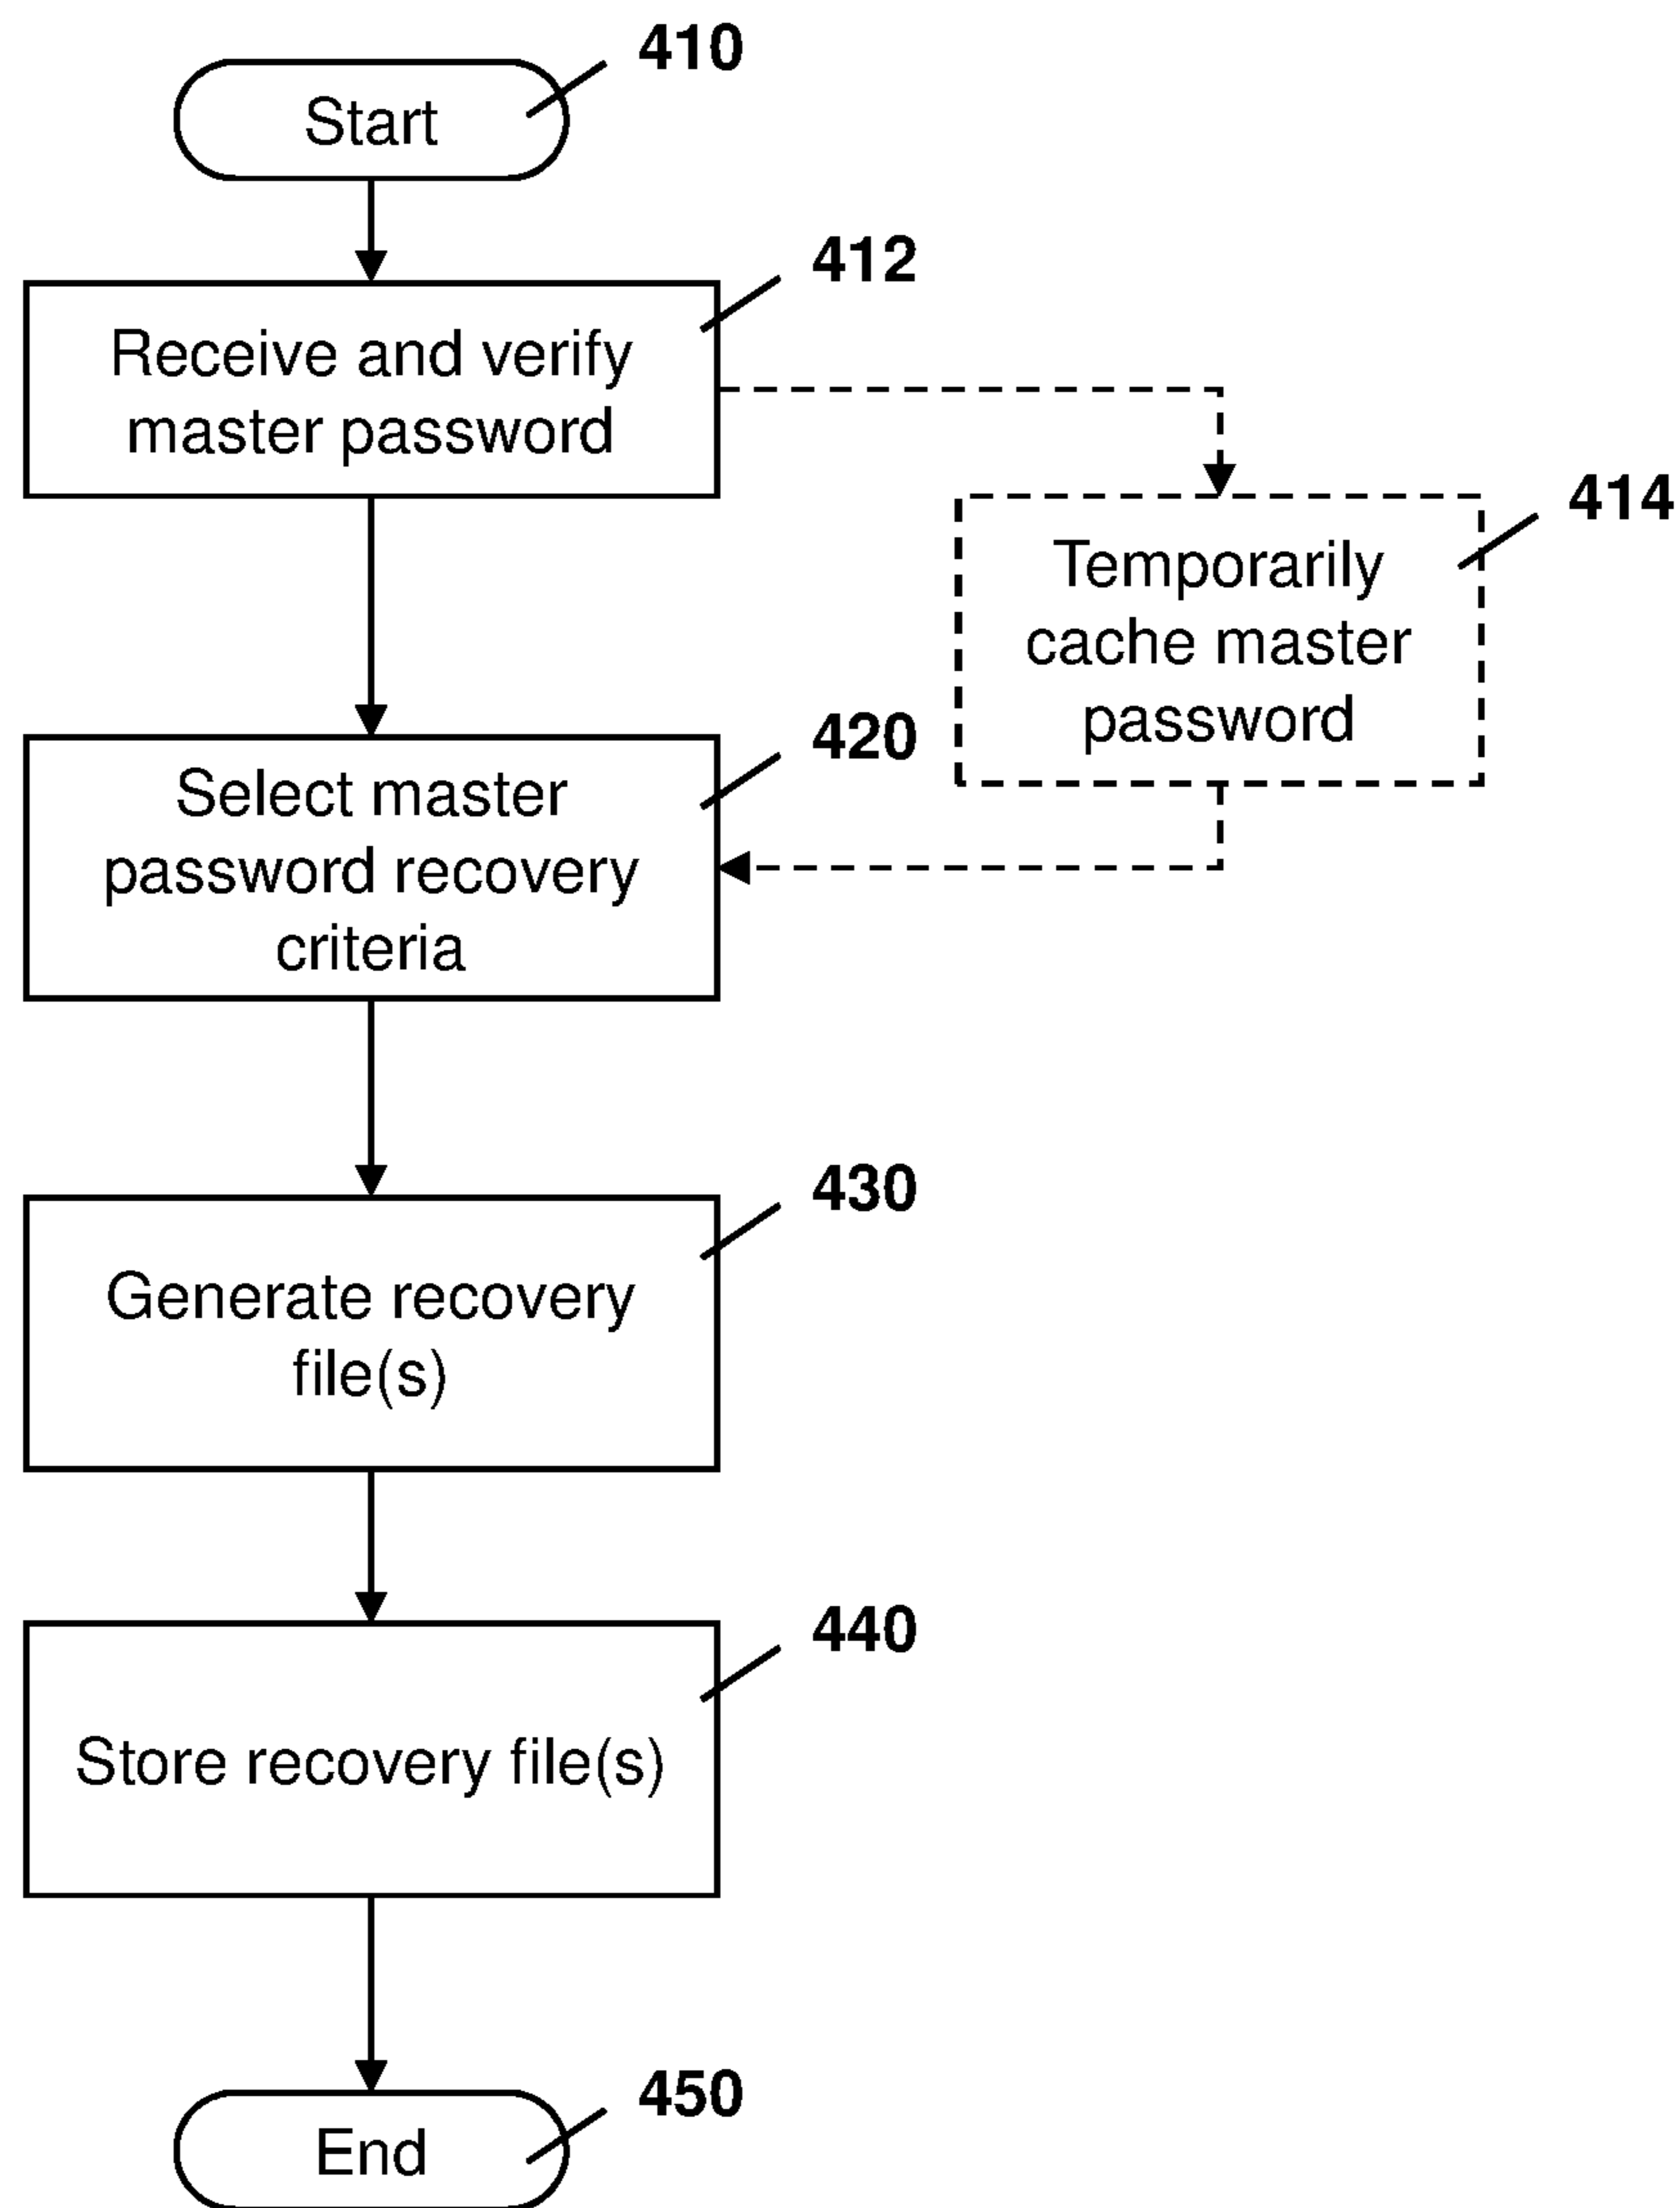 410
Start
412
Receive and verify
master password
414
Temporarily
cache master
password
420
Select master
password recovery
criteria
430
Generate recovery
file(s)
440
Store recovery file(s)
450
End